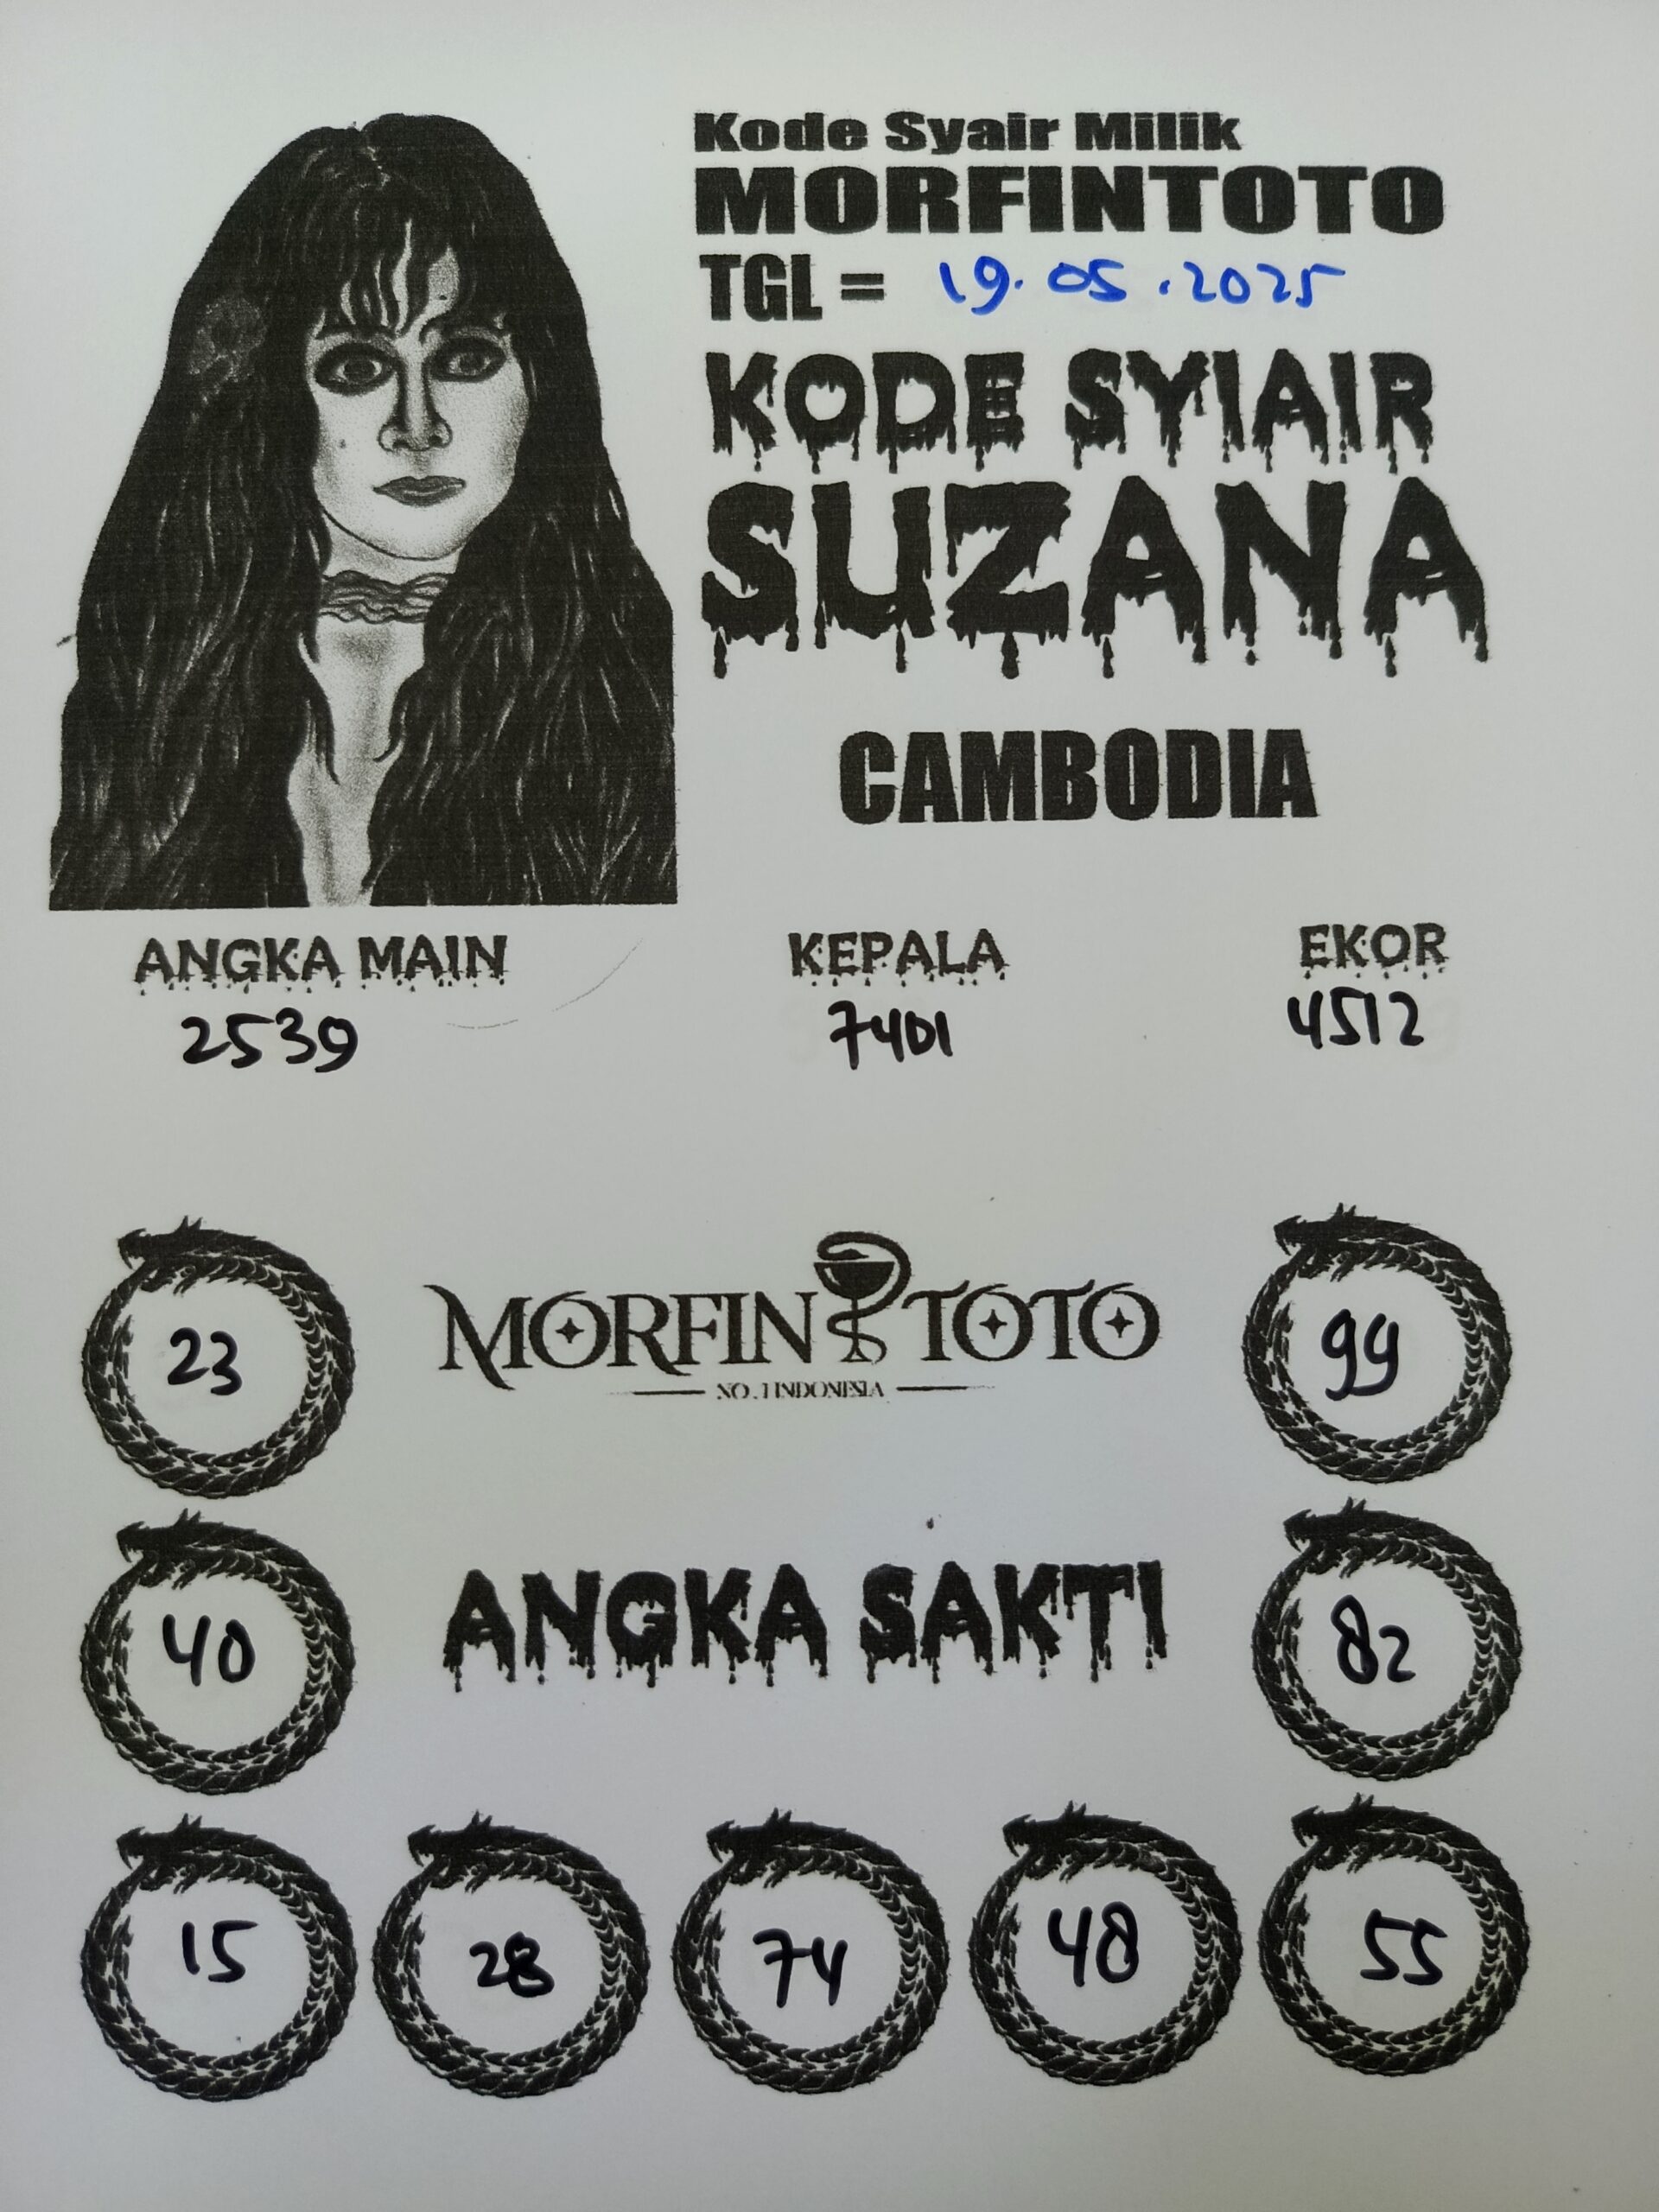 Kode Syair Milik
MORFINTOTO
TGL = 19.05.2025
KODE SYIAIR
SUZANA
CAMBODIA
ANGKA MAIN KEPALA EKOR
2539 7401 4512
23 MORFIN TOTO 99
NO.1 INDONESIA
40 ANGKA SAKTI 82
15 28 74 48 55